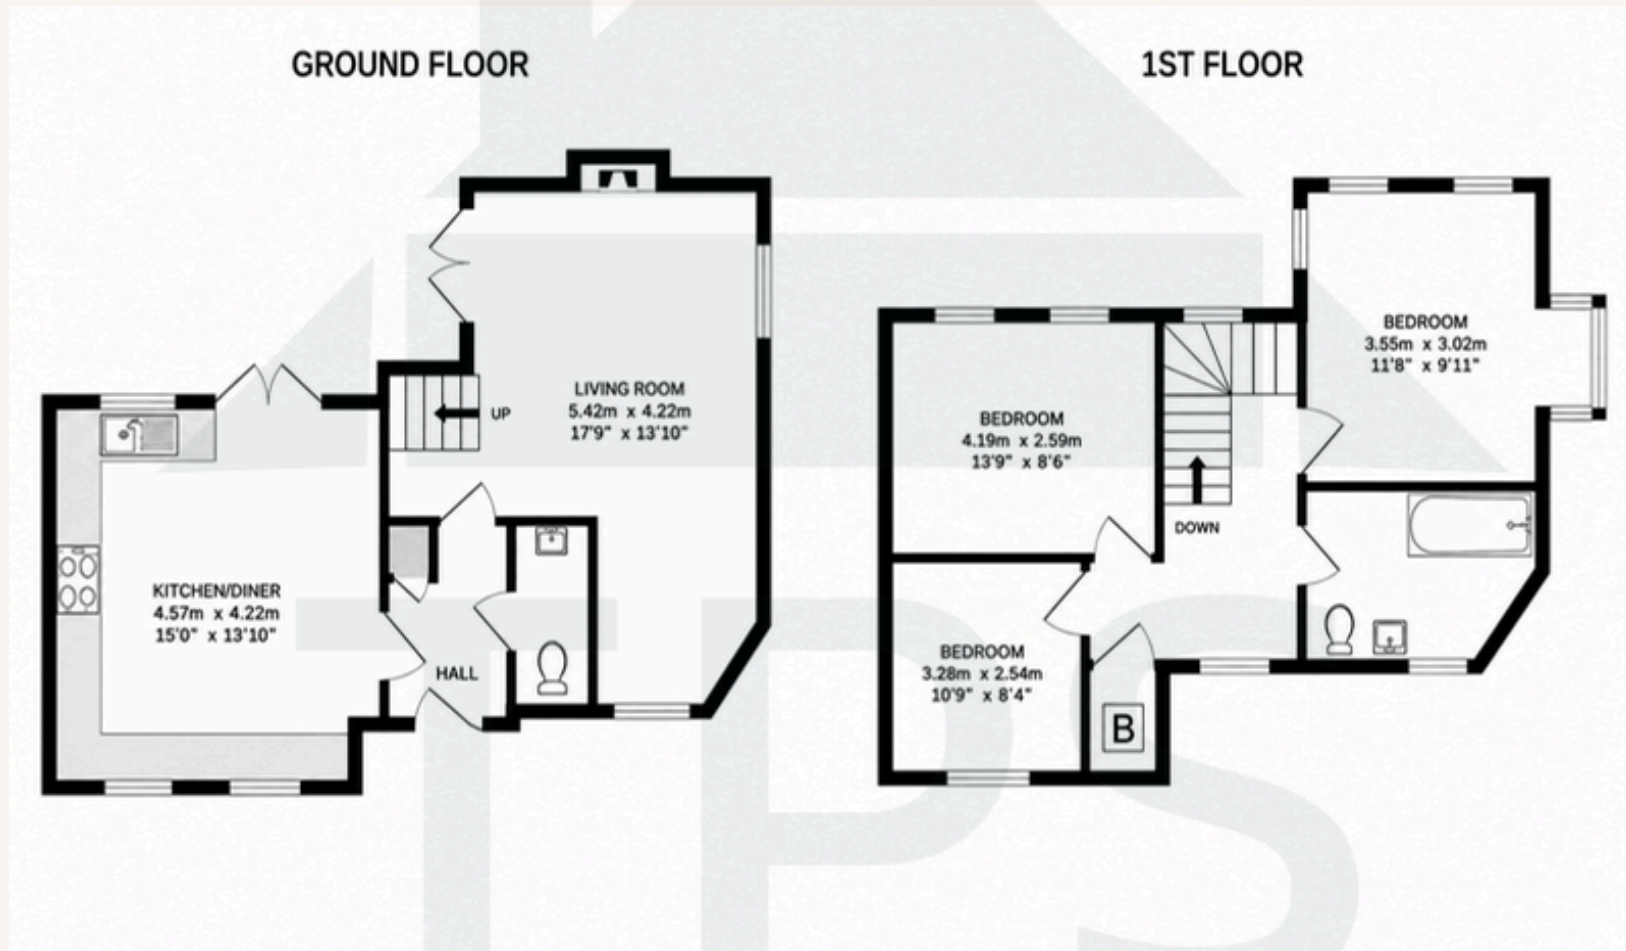 GROUND FLOOR
LIVING ROOM
5.42m x 4.22m
17'9" x 13'10"
UP
KITCHEN/DINER
4.57m x 4.22m
15'0" x 13'10"
HALL
1ST FLOOR
BEDROOM
3.55m x 3.02m
11'8" x 9'11"
BEDROOM
4.19m x 2.59m
13'9" x 8'6"
DOWN
BEDROOM
3.28m x 2.54m
10'9" x 8'4"
B
TPS